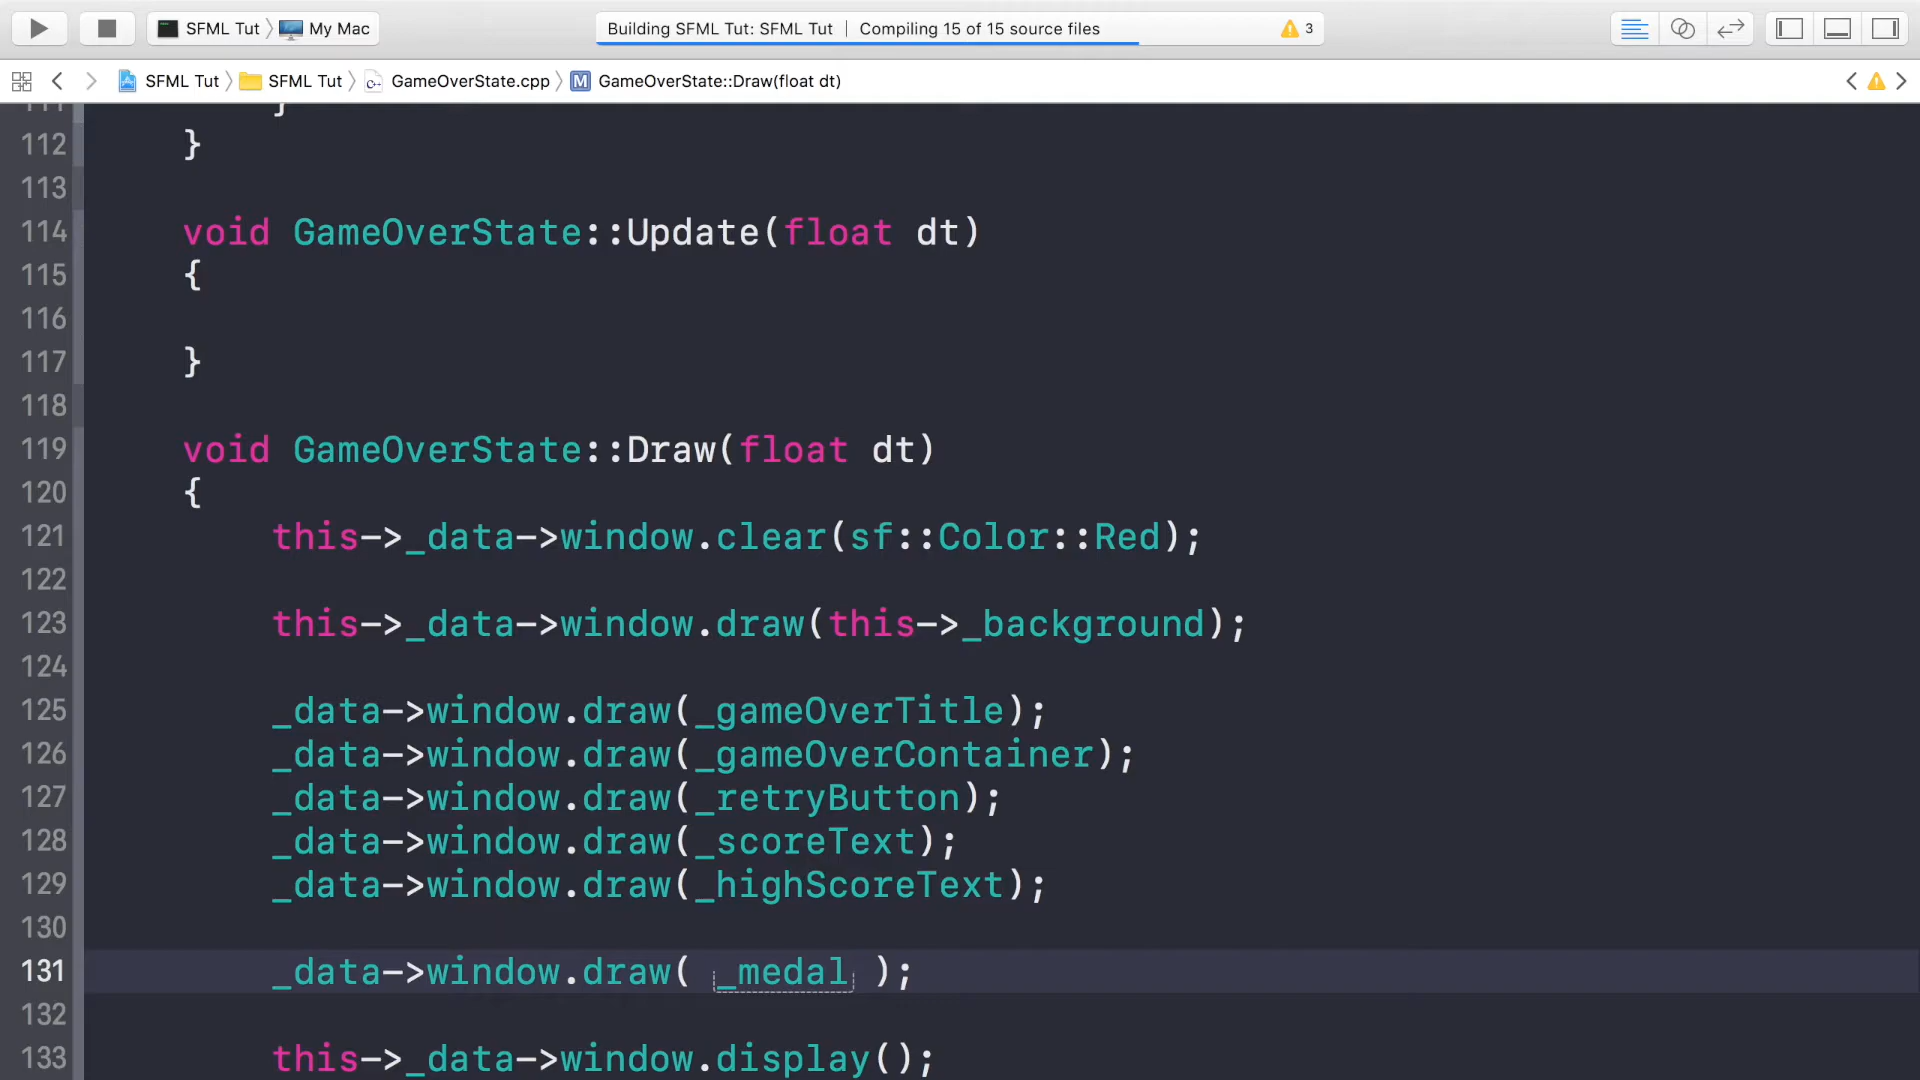 SFML Tut My Mac Building SFML Tut: SFML Tut | Compiling 15 of 15 source files 3
SFML Tut SFML Tut GameOverState.cpp M GameOverState::Draw(float dt)
111 }
112 }
113
114 void GameOverState::Update(float dt)
115 {
116
117 }
118
119 void GameOverState::Draw(float dt)
120 {
121 this->_data->window.clear(sf::Color::Red);
122
123 this->_data->window.draw(this->_background);
124
125 _data->window.draw(_gameOverTitle);
126 _data->window.draw(_gameOverContainer);
127 _data->window.draw(_retryButton);
128 _data->window.draw(_scoreText);
129 _data->window.draw(_highScoreText);
130
131 _data->window.draw( _medal );
132
133 this->_data->window.display();